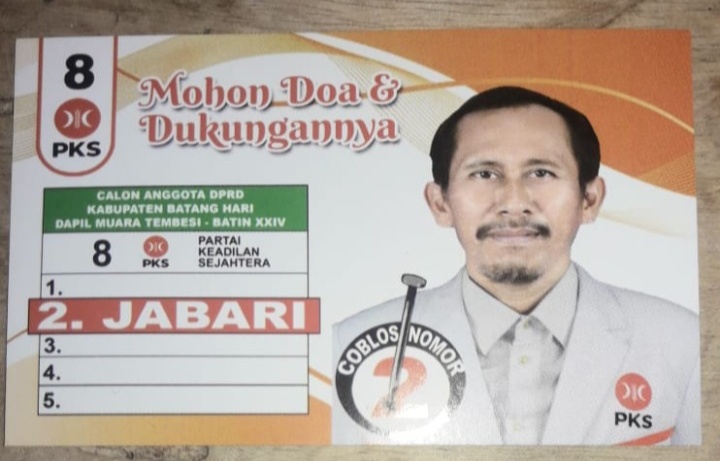 8
PKS
Mohon Doa &
Dukungannya
CALON ANGGOTA DPRD
KABUPATEN BATANG HARI
DAPIL MUARA TEMBESI - BATIN XXIV
8 PKS PARTAI
KEADILAN
SEJAHTERA
1.
2. JABARI
3.
4.
5.
COBLOS NOMOR
2
PKS